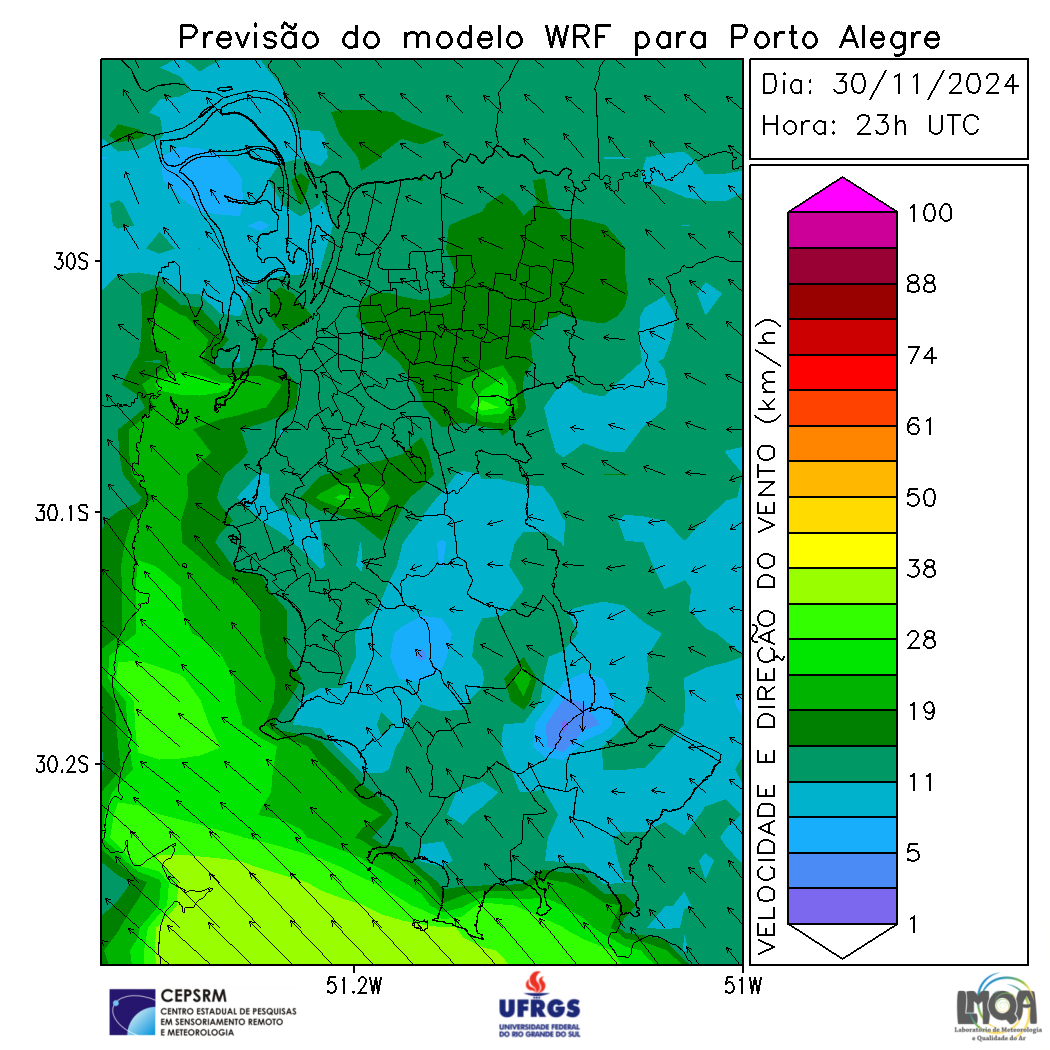 Previsão do modelo WRF para Porto Alegre
Dia: 30/11/2024
Hora: 23h UTC
30S
30.1S
30.2S
51.2W
51W
VELOCIDADE E DIREÇÃO DO VENTO (km/h)
100
88
74
61
50
38
28
19
11
5
1
CEPSRM
CENTRO ESTADUAL DE PESQUISAS
EM SENSORIAMENTO REMOTO
E METEOROLOGIA
UFRGS
UNIVERSIDADE FEDERAL
DO RIO GRANDE DO SUL
LMQA
Laboratório de Meteorologia
e Qualidade do Ar